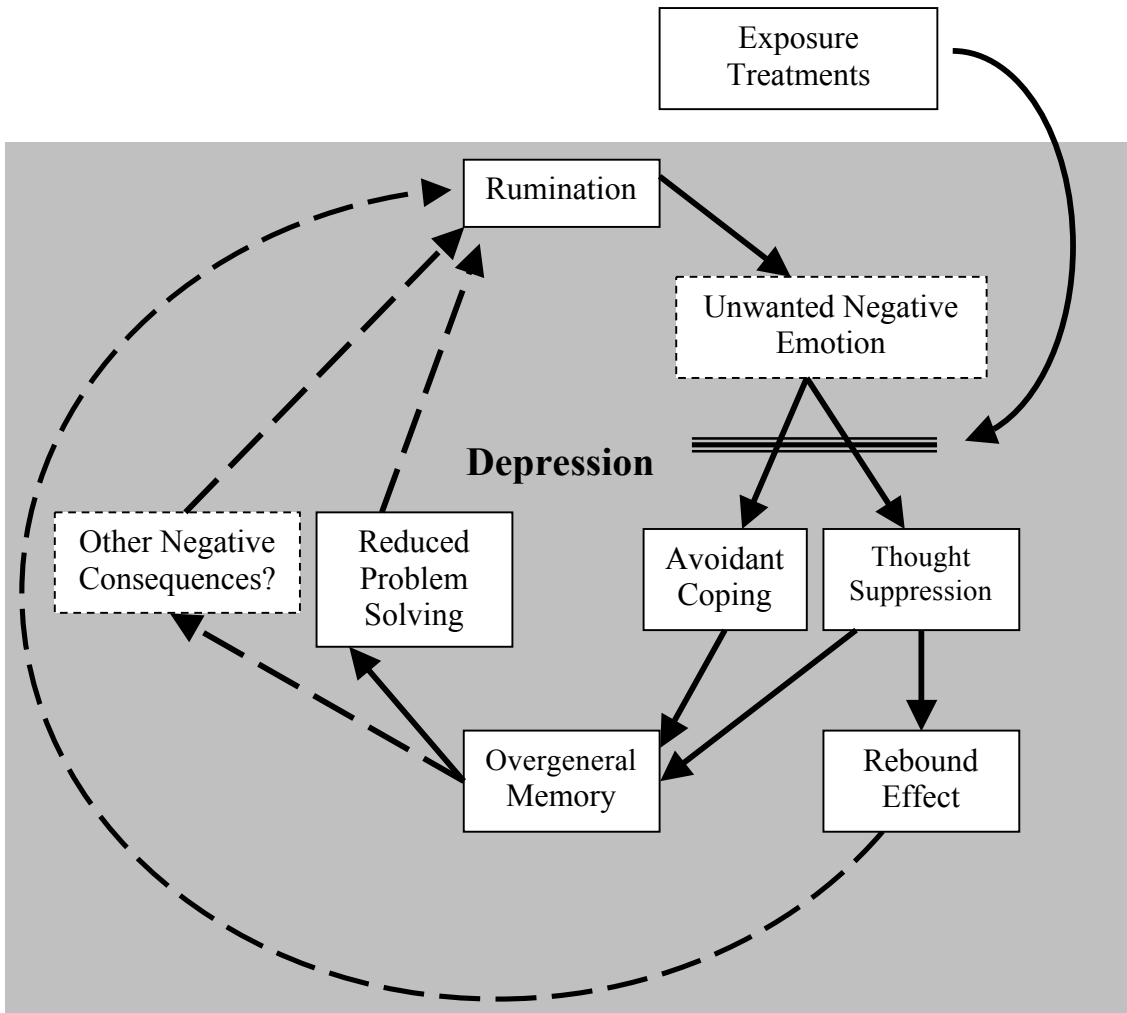 Exposure
Treatments
Rumination
Unwanted Negative
Emotion
Depression
Other Negative
Consequences?
Reduced
Problem
Solving
Avoidant
Coping
Thought
Suppression
Overgeneral
Memory
Rebound
Effect